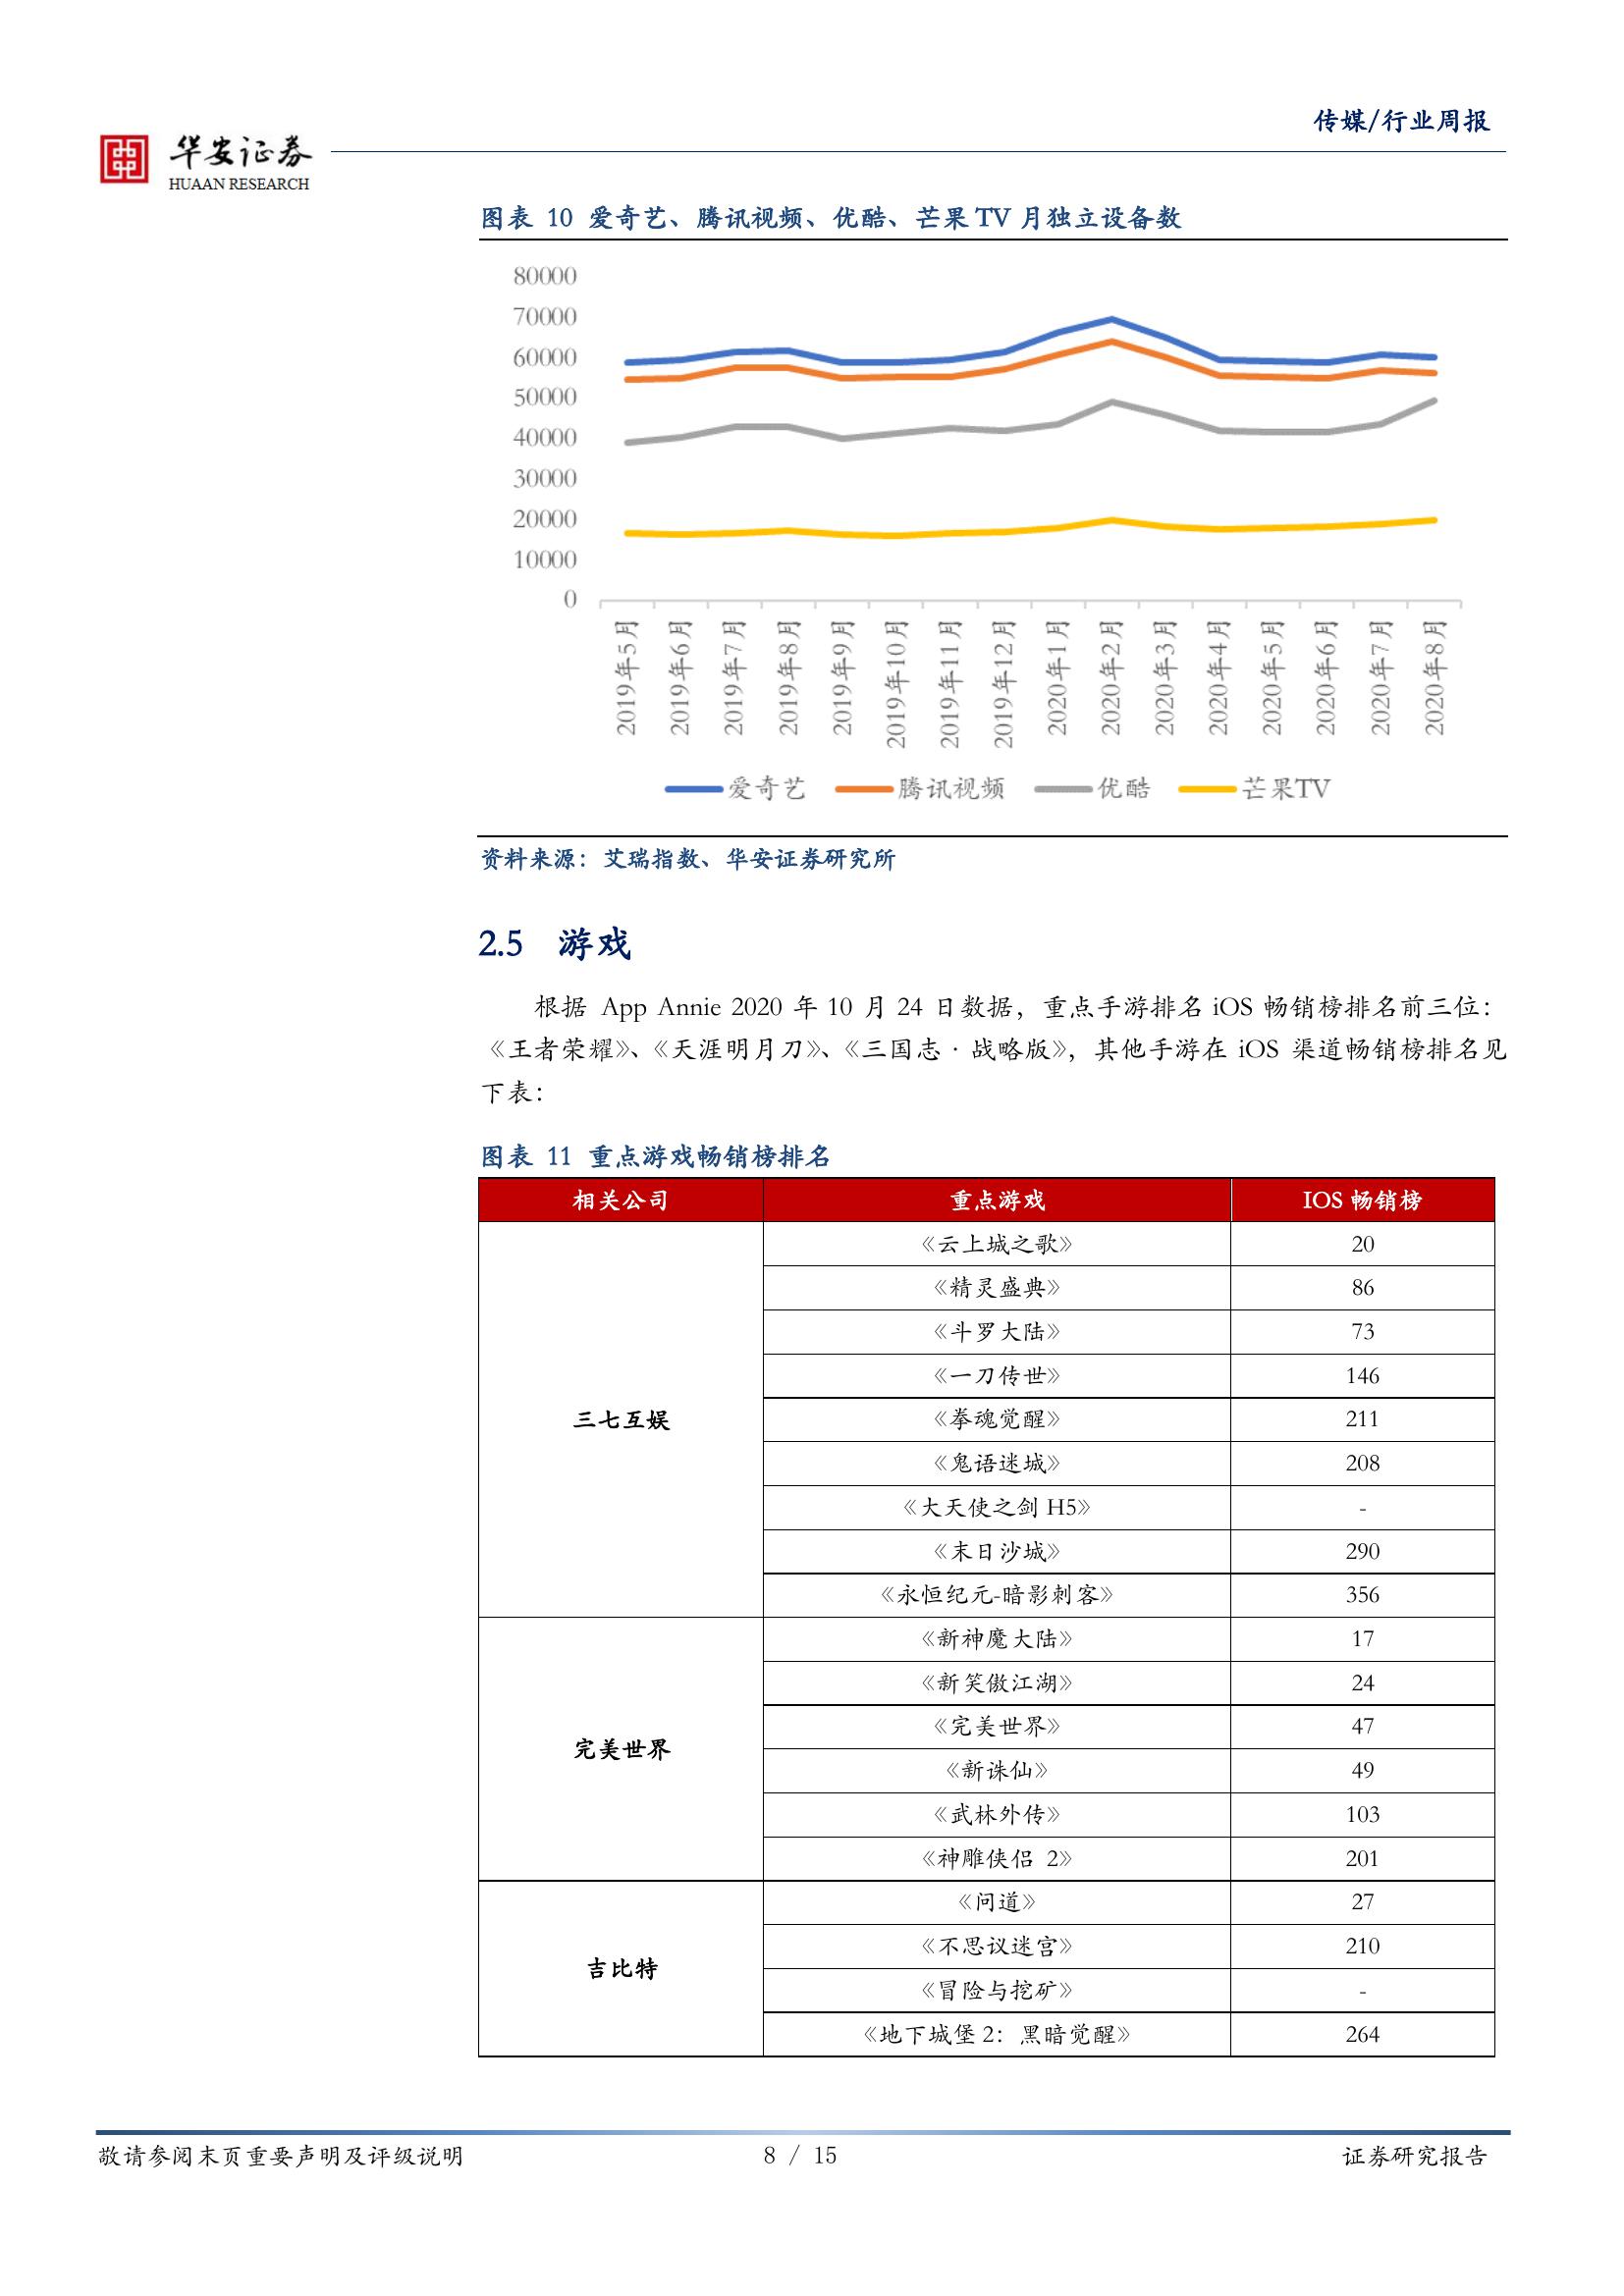 传媒/行业周报
华安证券
HUAAN RESEARCH
图表 10 爱奇艺、腾讯视频、优酷、芒果 TV 月独立设备数
80000
70000
60000
50000
40000
30000
20000
10000
0
2019年5月
2019年6月
2019年7月
2019年8月
2019年9月
2019年10月
2019年11月
2019年12月
2020年1月
2020年2月
2020年3月
2020年4月
2020年5月
2020年6月
2020年7月
2020年8月
爱奇艺 腾讯视频 优酷 芒果TV
资料来源：艾瑞指数、华安证券研究所
2.5 游戏
根据 App Annie 2020 年 10 月 24 日数据，重点手游排名 iOS 畅销榜排名前三位：
《王者荣耀》、《天涯明月刀》、《三国志·战略版》，其他手游在 iOS 渠道畅销榜排名见
下表：
图表 11 重点游戏畅销榜排名
相关公司 重点游戏 IOS 畅销榜
三七互娱
《云上城之歌》 20
《精灵盛典》 86
《斗罗大陆》 73
《一刀传世》 146
《拳魂觉醒》 211
《鬼语迷城》 208
《大天使之剑 H5》 -
《末日沙城》 290
《永恒纪元-暗影刺客》 356
完美世界
《新神魔大陆》 17
《新笑傲江湖》 24
《完美世界》 47
《新诛仙》 49
《武林外传》 103
《神雕侠侣 2》 201
吉比特
《问道》 27
《不思议迷宫》 210
《冒险与挖矿》 -
《地下城堡 2：黑暗觉醒》 264
敬请参阅末页重要声明及评级说明 8 / 15 证券研究报告